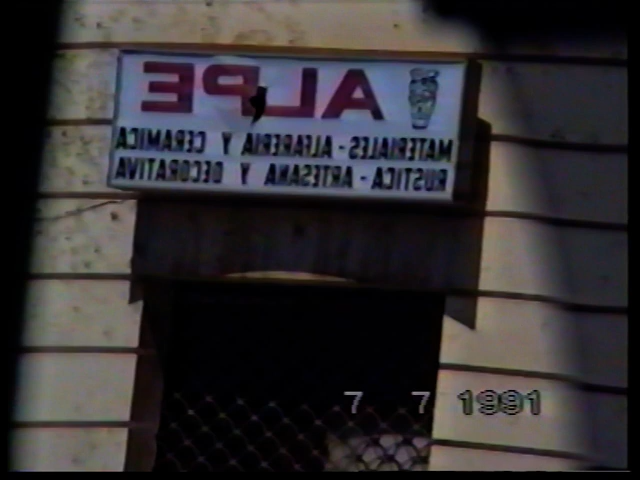 ALPE
MATERIALES - ALFARERIA Y CERAMICA
RUSTICA - ARTESANA Y DECORATIVA
7 7 1991